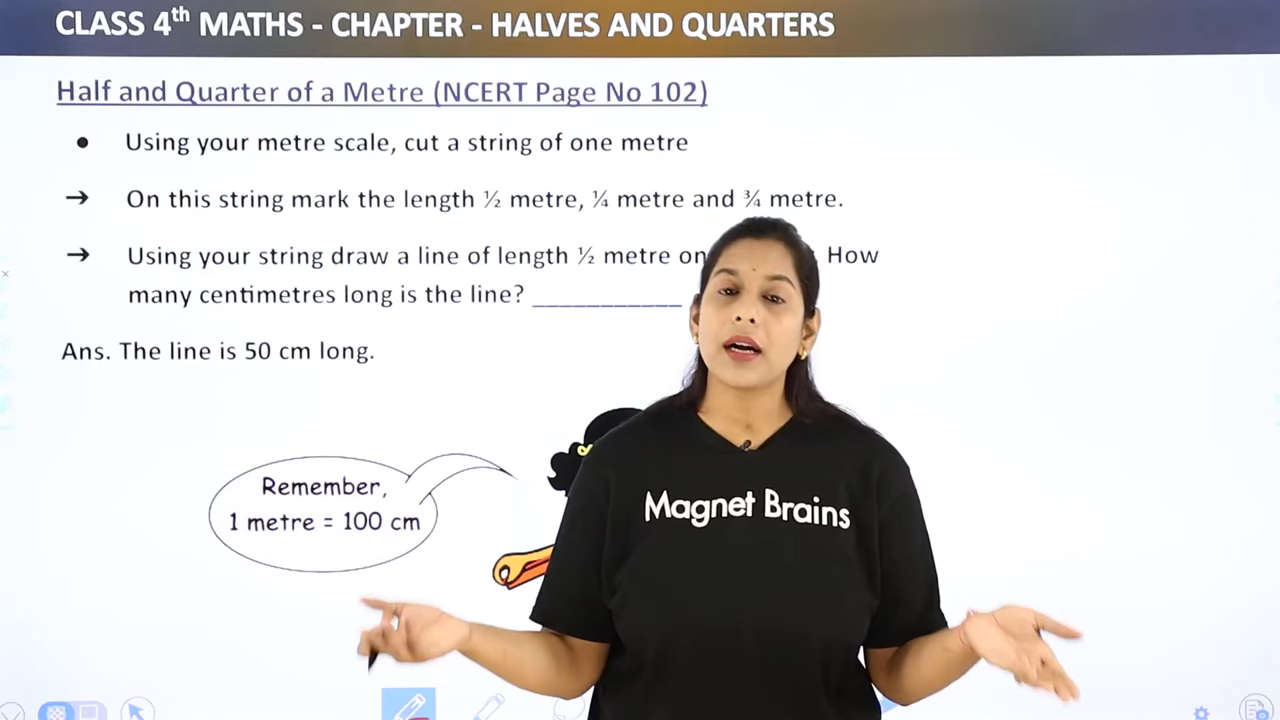 CLASS 4th MATHS - CHAPTER - HALVES AND QUARTERS
Half and Quarter of a Metre (NCERT Page No 102)
● Using your metre scale, cut a string of one metre
→ On this string mark the length ½ metre, ¼ metre and ¾ metre.
→ Using your string draw a line of length ½ metre on How
many centimetres long is the line? ___________
Ans. The line is 50 cm long.
Remember,
1 metre = 100 cm
Magnet Brains